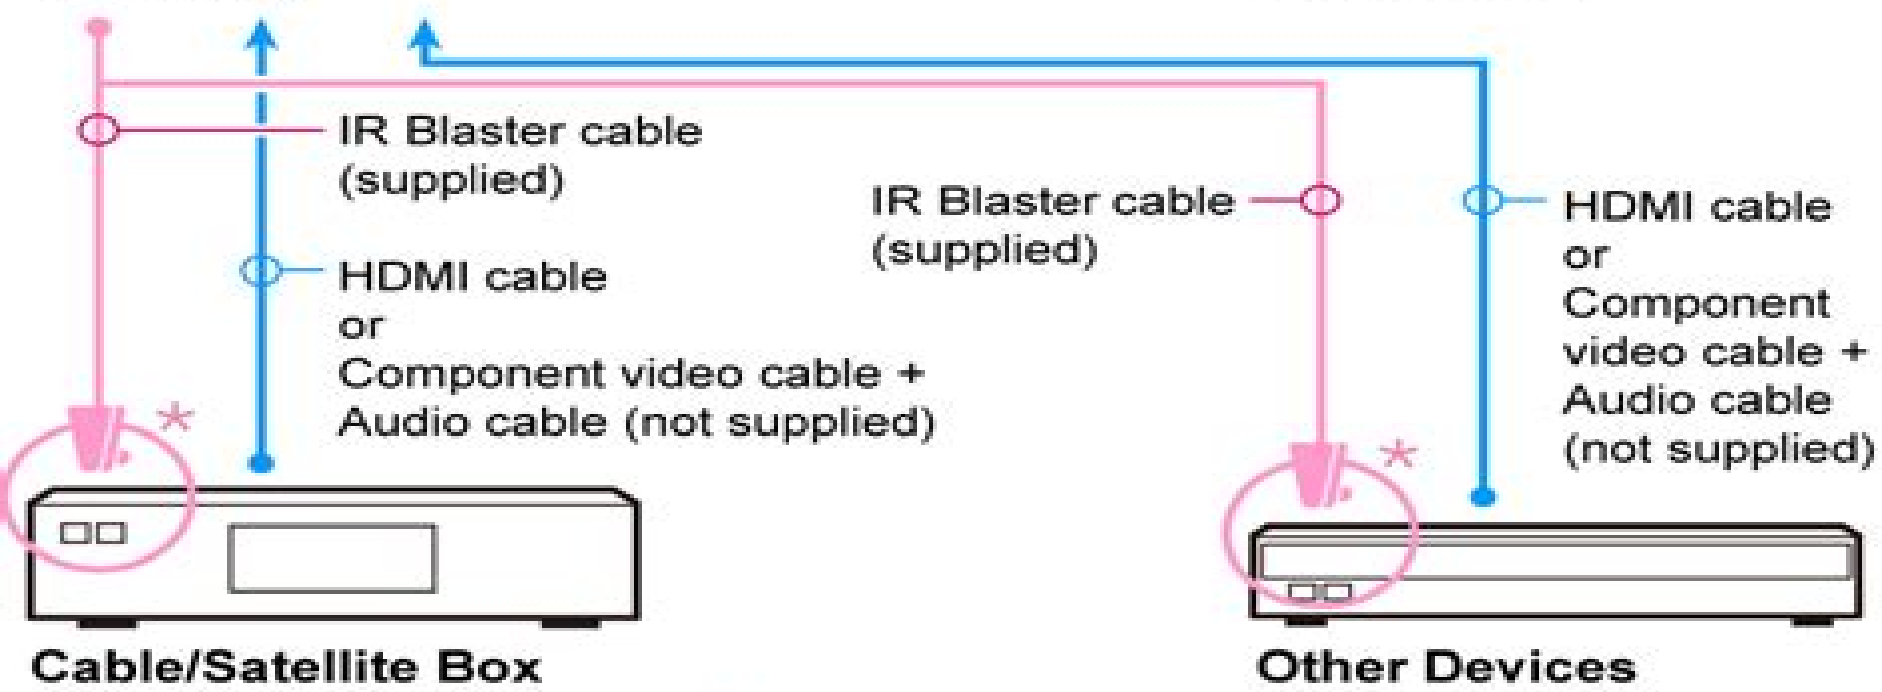 IR Blaster cable
(supplied)
HDMI cable
or
Component video cable +
Audio cable (not supplied)
*
Cable/Satellite Box
IR Blaster cable
(supplied)
HDMI cable
or
Component
video cable +
Audio cable
(not supplied)
*
Other Devices